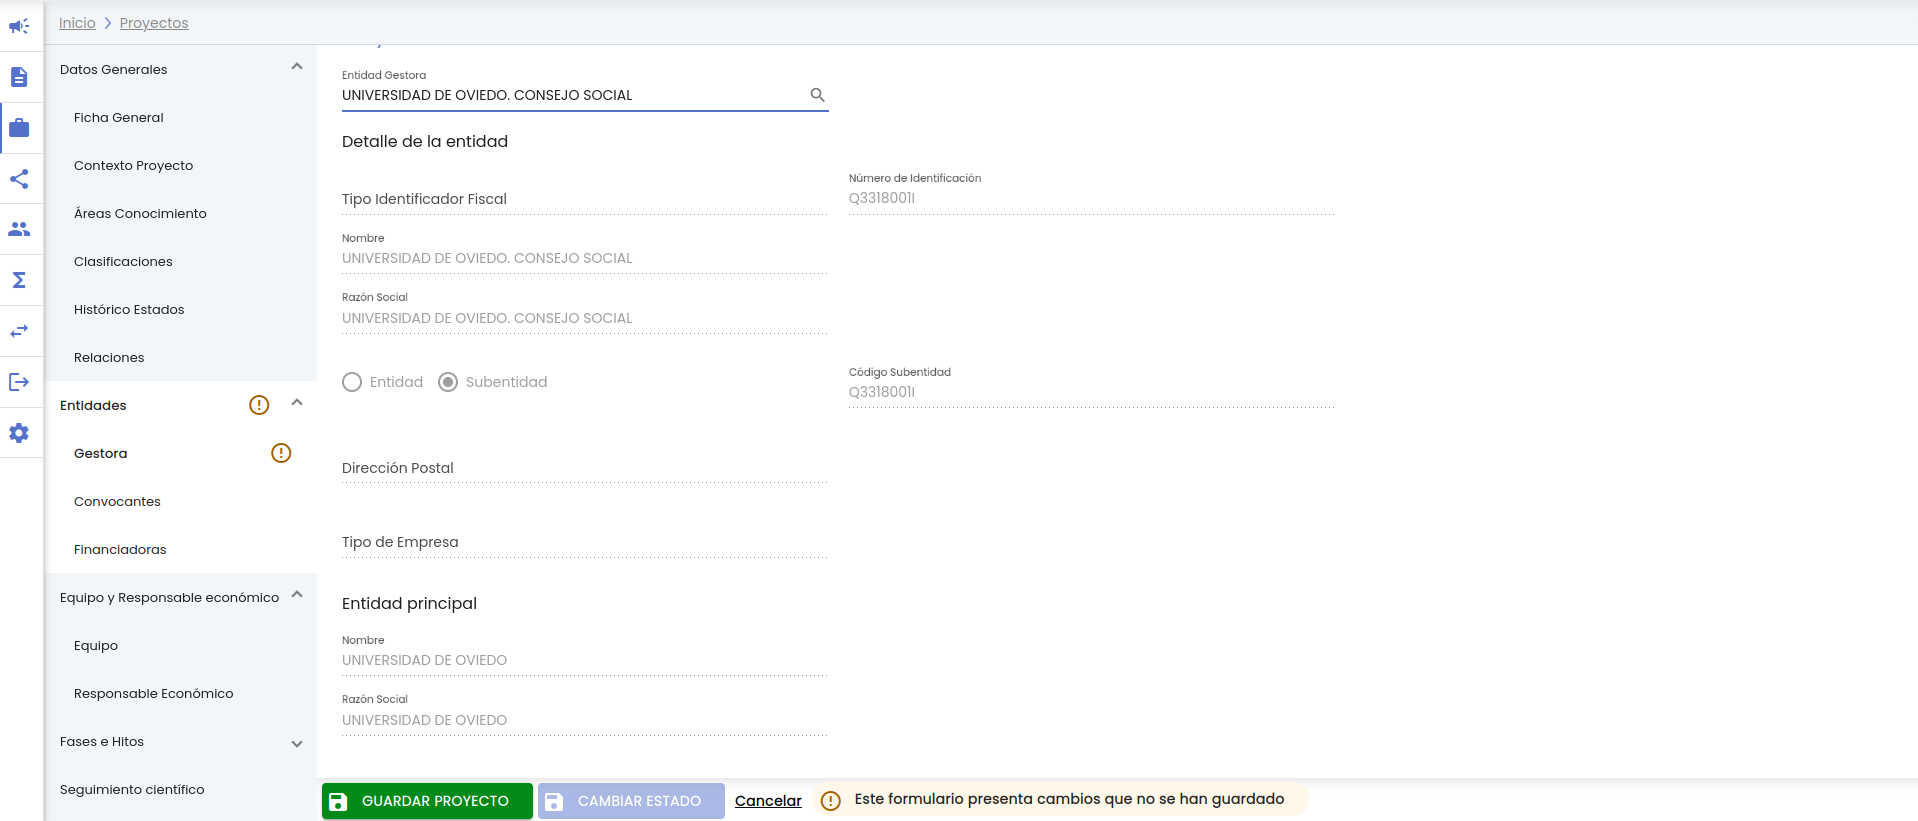 Inicio > Proyectos
Datos Generales
Ficha General
Contexto Proyecto
Áreas Conocimiento
Clasificaciones
Histórico Estados
Relaciones
Entidades
Gestora
Convocantes
Financiadoras
Equipo y Responsable económico
Equipo
Responsable Económico
Fases e Hitos
Seguimiento científico
Entidad Gestora
UNIVERSIDAD DE OVIEDO. CONSEJO SOCIAL
Detalle de la entidad
Tipo Identificador Fiscal
Número de Identificación
Q3318001I
Nombre
UNIVERSIDAD DE OVIEDO. CONSEJO SOCIAL
Razón Social
UNIVERSIDAD DE OVIEDO. CONSEJO SOCIAL
Entidad Subentidad
Código Subentidad
Q3318001I
Dirección Postal
Tipo de Empresa
Entidad principal
Nombre
UNIVERSIDAD DE OVIEDO
Razón Social
UNIVERSIDAD DE OVIEDO
GUARDAR PROYECTO CAMBIAR ESTADO Cancelar Este formulario presenta cambios que no se han guardado